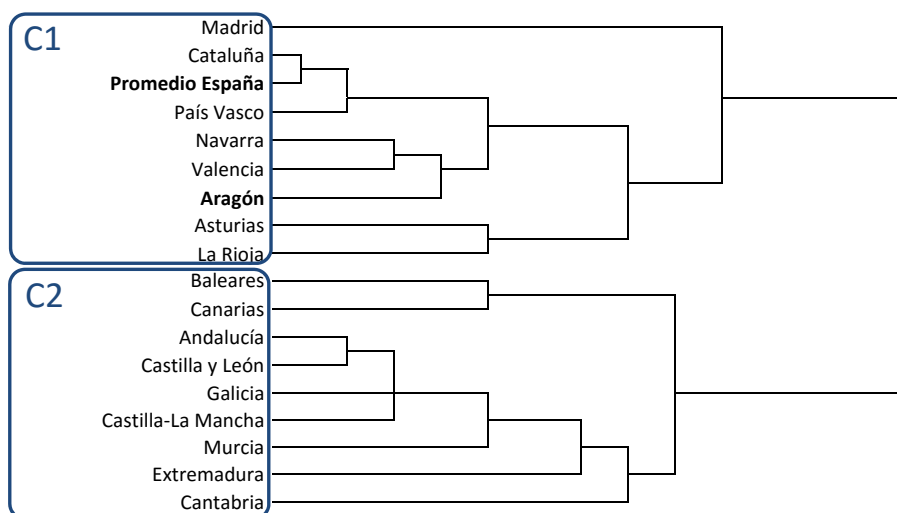 C1
Madrid
Cataluña
Promedio España
País Vasco
Navarra
Valencia
Aragón
Asturias
La Rioja
C2
Baleares
Canarias
Andalucía
Castilla y León
Galicia
Castilla-La Mancha
Murcia
Extremadura
Cantabria